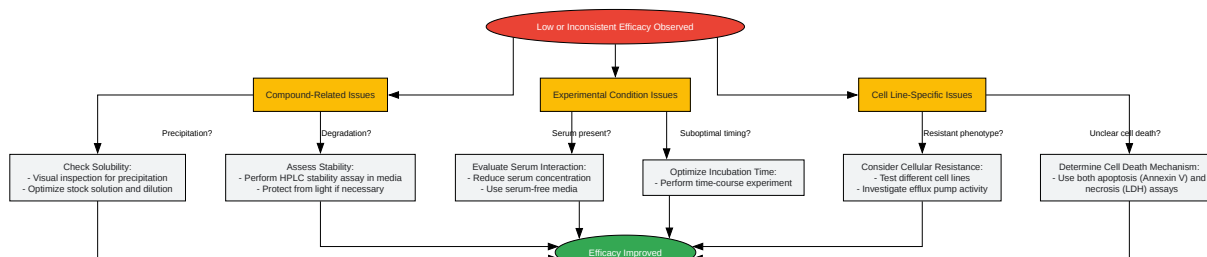 Low or Inconsistent Efficacy Observed
Compound-Related Issues
Experimental Condition Issues
Cell Line-Specific Issues
Precipitation?
Degradation?
Serum present?
Suboptimal timing?
Resistant phenotype?
Unclear cell death?
Check Solubility:
- Visual inspection for precipitation
- Optimize stock solution and dilution
Assess Stability:
- Perform HPLC stability assay in media
- Protect from light if necessary
Evaluate Serum Interaction:
- Reduce serum concentration
- Use serum-free media
Optimize Incubation Time:
- Perform time-course experiment
Consider Cellular Resistance:
- Test different cell lines
- Investigate efflux pump activity
Determine Cell Death Mechanism:
- Use both apoptosis (Annexin V) and
necrosis (LDH) assays
Efficacy Improved